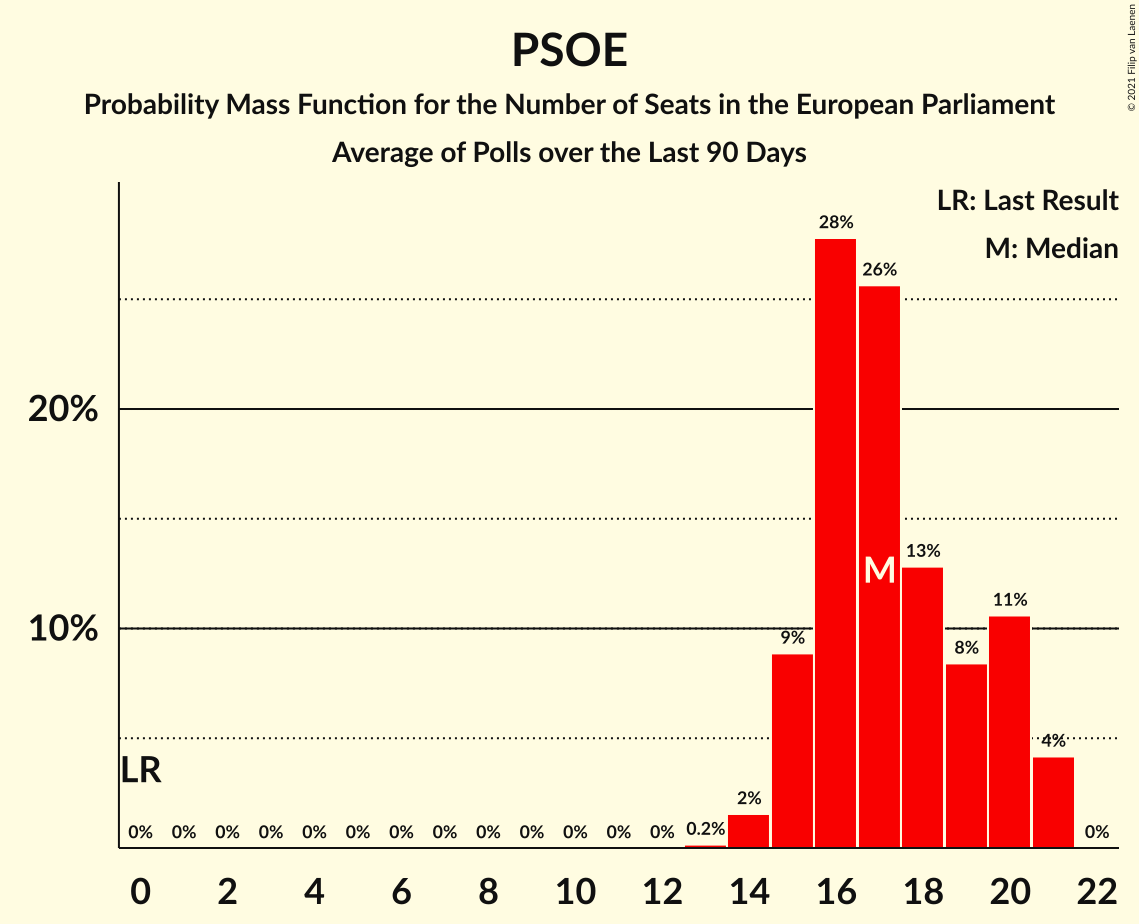 PSOE
Probability Mass Function for the Number of Seats in the European Parliament
Average of Polls over the Last 90 Days
© 2021 Filip van Laenen
LR: Last Result
M: Median
28%
26%
20%
13%
M
11%
10%
9%
8%
4%
LR
2%
0% 0% 0% 0% 0% 0% 0% 0% 0% 0% 0% 0% 0% 0.2% 0%
0 2 4 6 8 10 12 14 16 18 20 22